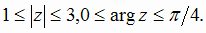 1 ≤ |z| ≤ 3, 0 ≤ arg z ≤ π/4.